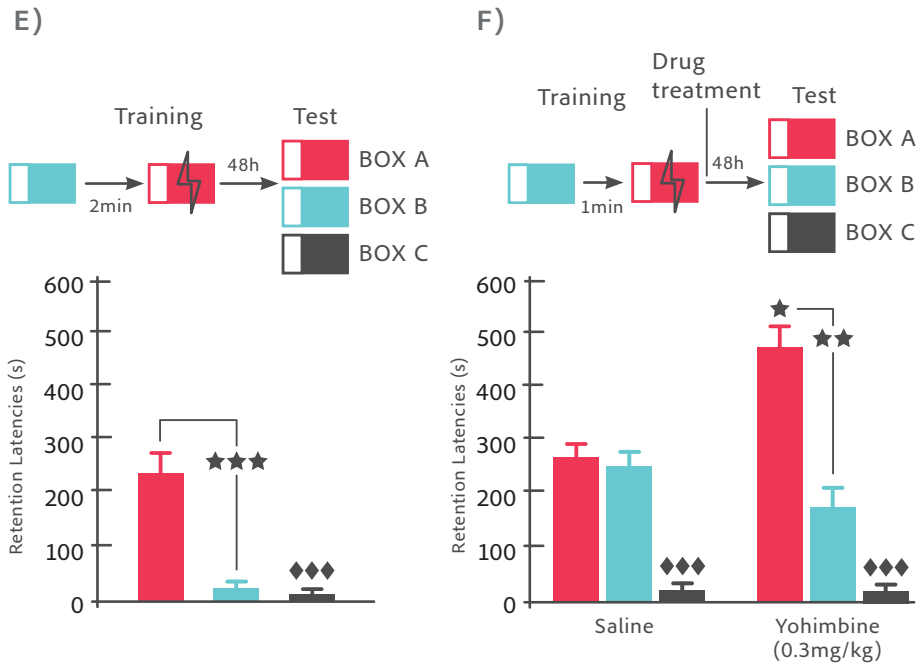 E)
Training
Test
2min
48h
BOX A
BOX B
BOX C
Retention Latencies (s)
600
500
400
300
200
100
0
F)
Training
Drug
treatment
Test
1min
48h
BOX A
BOX B
BOX C
Retention Latencies (s)
600
500
400
300
200
100
0
Saline
Yohimbine
(0.3mg/kg)